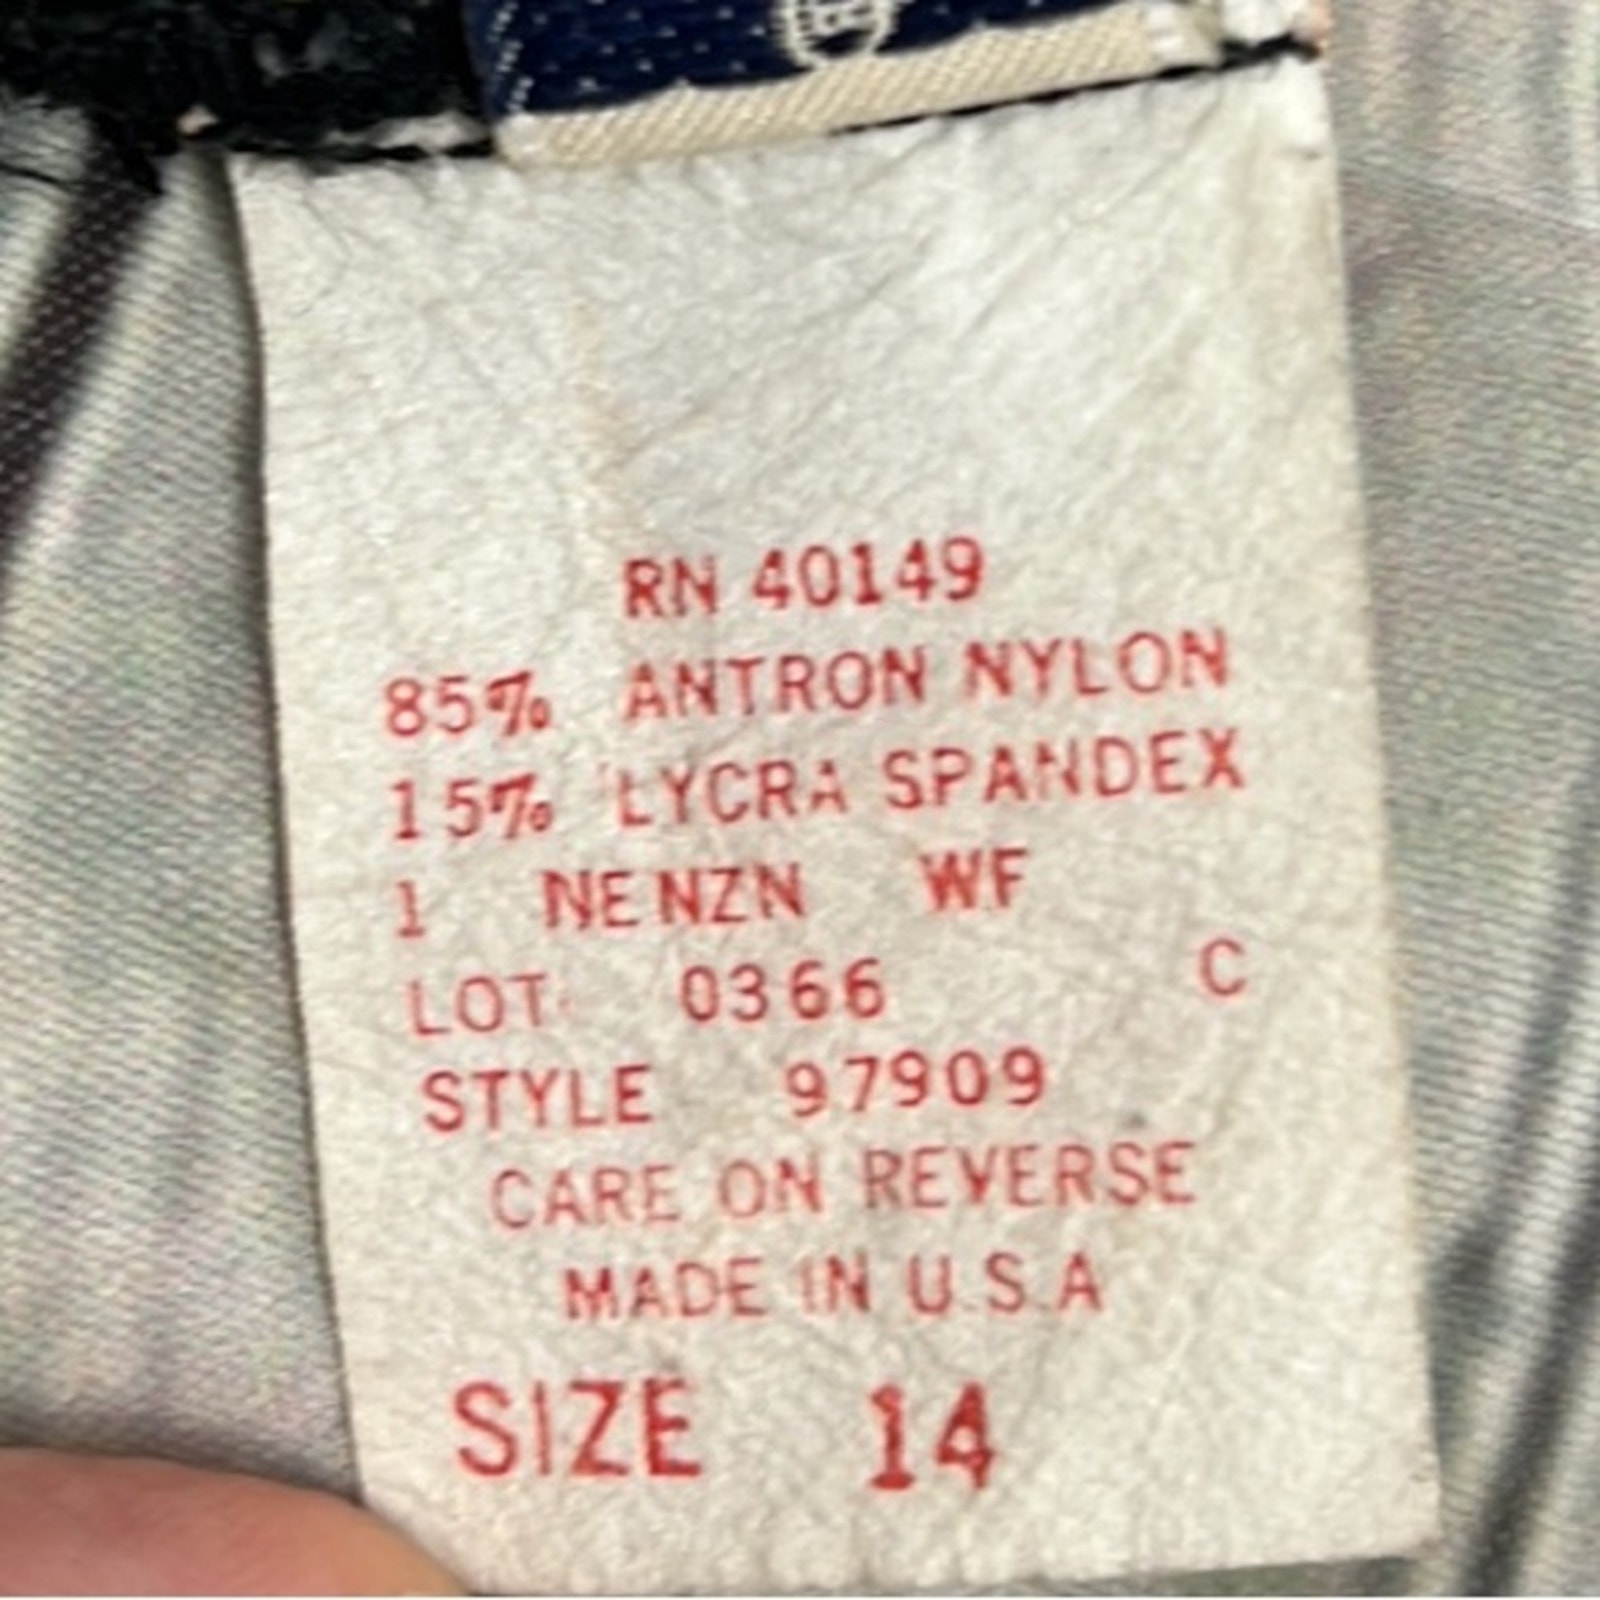 RN 40149
85% ANTRON NYLON
15% LYCRA SPANDEX
1 NENZN WF
LOT 0366 C
STYLE 97909
CARE ON REVERSE
MADE IN U.S.A
SIZE 14